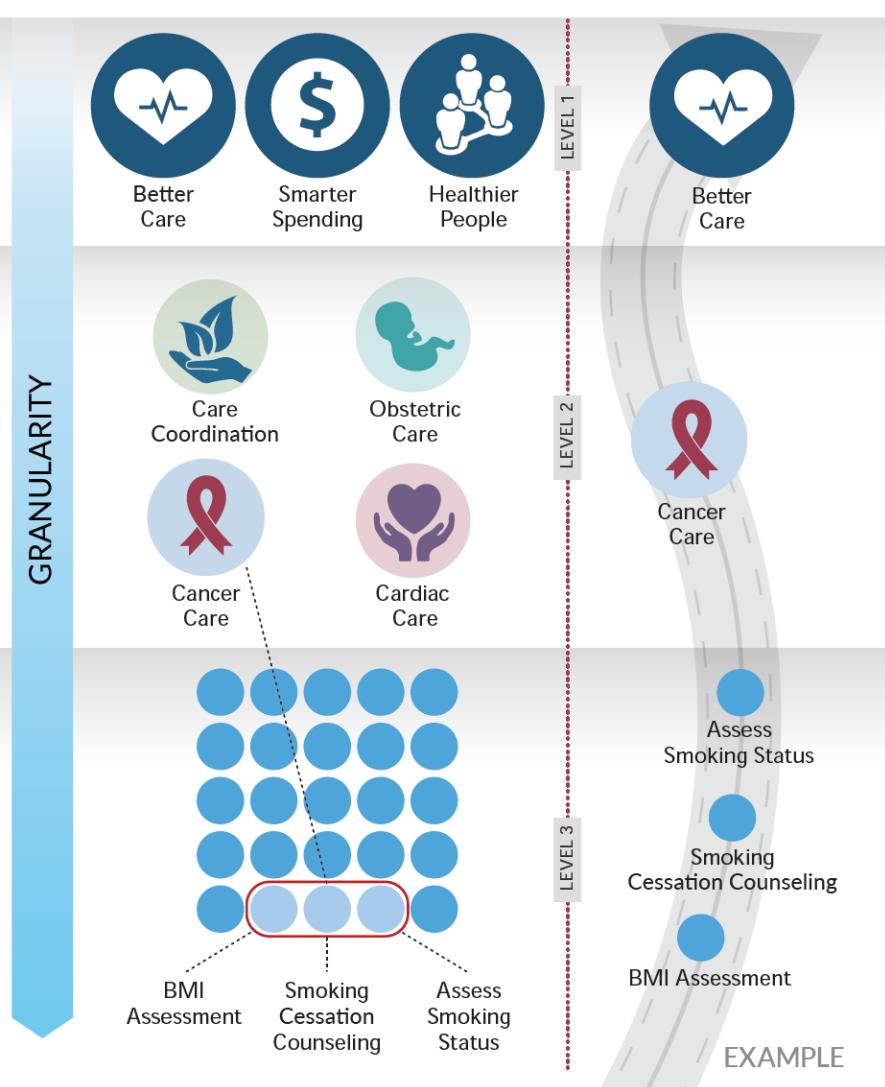 GRANULARITY
Better
Care
Smarter
Spending
$
Healthier
People
LEVEL 1
Better
Care
Care
Coordination
Obstetric
Care
Cancer
Care
Cardiac
Care
LEVEL 2
Cancer
Care
LEVEL 3
BMI
Assessment
Smoking
Cessation
Counseling
Assess
Smoking
Status
Assess
Smoking Status
Smoking
Cessation Counseling
BMI Assessment
EXAMPLE